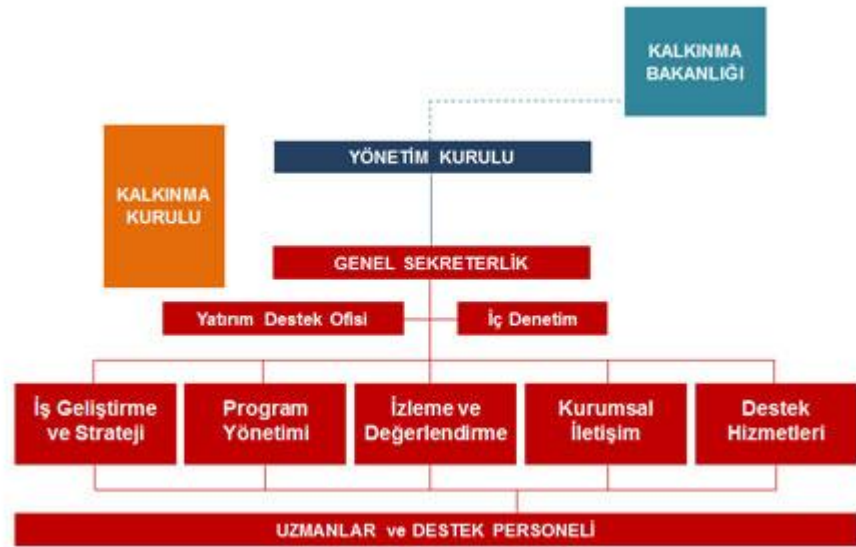 KALKINMA
BAKANLIĞI
YÖNETİM KURULU
KALKINMA
KURULU
GENEL SEKRETERLİK
Yatırım Destek Ofisi
İç Denetim
İş Geliştirme
ve Strateji
Program
Yönetimi
İzleme ve
Değerlendirme
Kurumsal
İletişim
Destek
Hizmetleri
UZMANLAR ve DESTEK PERSONELİ